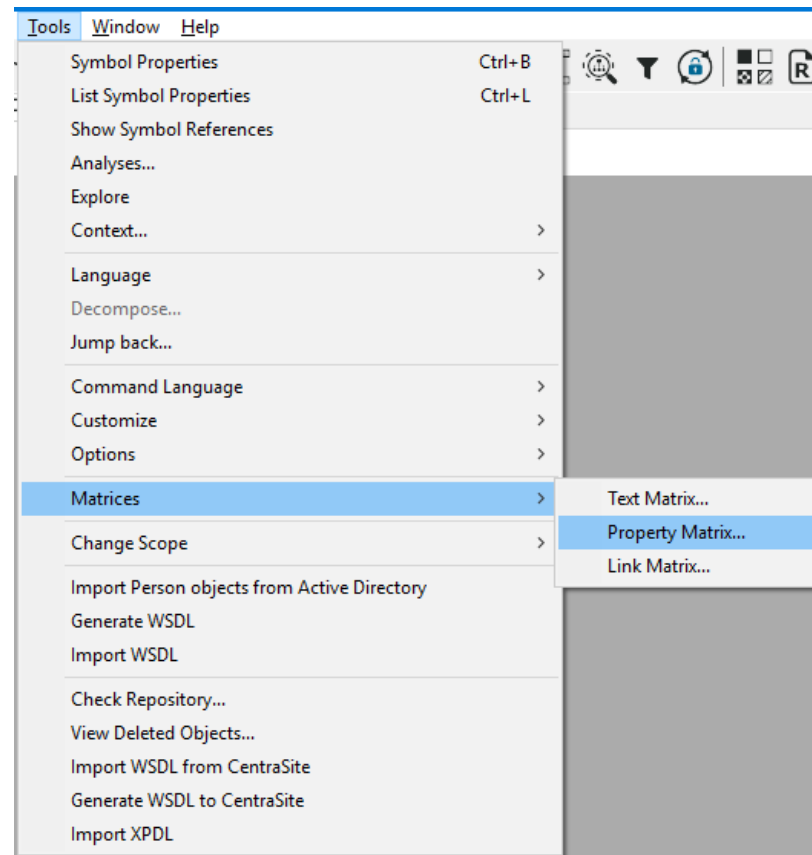 Tools Window Help
Symbol Properties Ctrl+B
List Symbol Properties Ctrl+L
Show Symbol References
Analyses...
Explore
Context...
Language
Decompose...
Jump back...
Command Language
Customize
Options
Matrices
Text Matrix...
Property Matrix...
Link Matrix...
Change Scope
Import Person objects from Active Directory
Generate WSDL
Import WSDL
Check Repository...
View Deleted Objects...
Import WSDL from CentraSite
Generate WSDL to CentraSite
Import XPDL
R